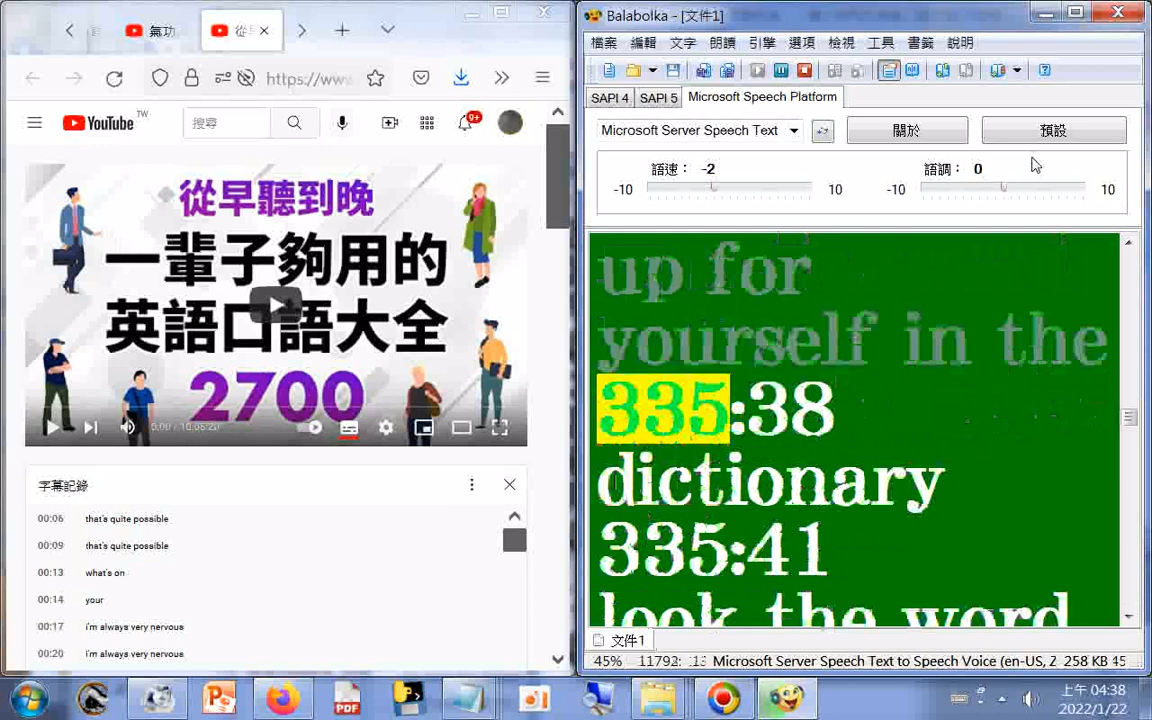 氣功
從
https://www
YouTube TW
搜尋
9+
從早聽到晚
一輩子夠用的
英語口語大全
2700
0:00 / 10:05:20
字幕記錄
00:06 that's quite possible
00:09 that's quite possible
00:13 what's on
00:14 your
00:17 i'm always very nervous
00:20 i'm always very nervous
Balabolka - [文件1]
檔案 編輯 文字 朗讀 引擎 選項 檢視 工具 書籤 說明
SAPI 4 SAPI 5 Microsoft Speech Platform
Microsoft Server Speech Text 關於 預設
語速： -2 語調： 0
-10 10 -10 10
up for
yourself in the
335:38
dictionary
335:41
look the word
文件1
45% 11792: Microsoft Server Speech Text to Speech Voice (en-US, Z 258 KB 45
上午 04:38
2022/1/22